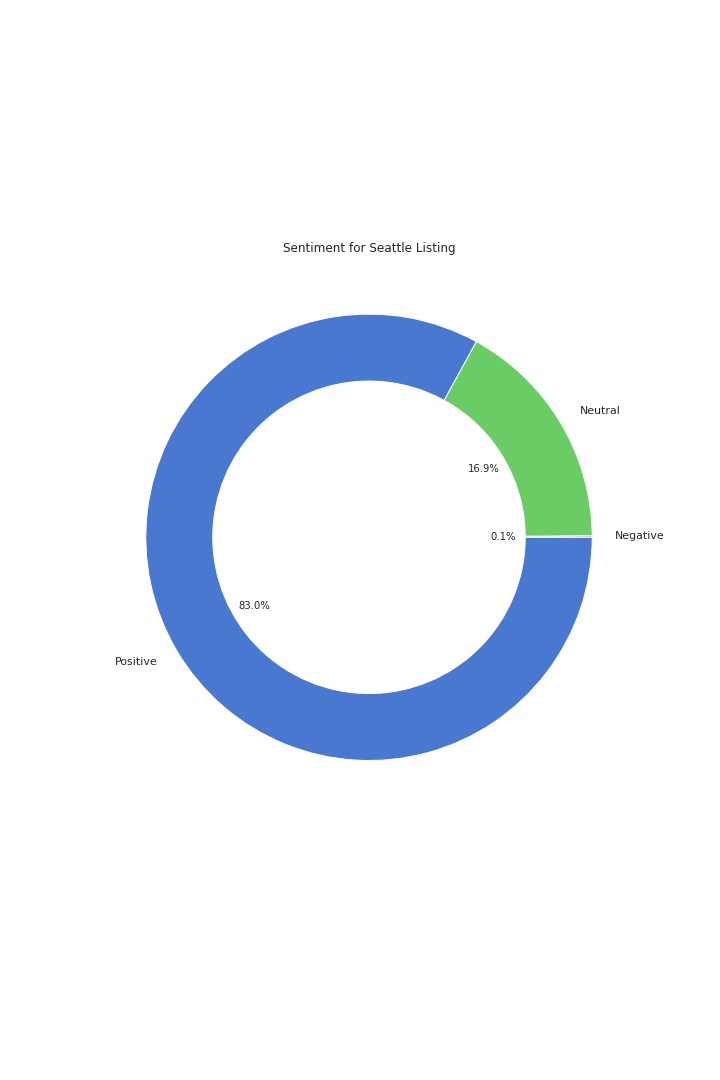 Sentiment for Seattle Listing
Neutral
16.9%
0.1%
Negative
83.0%
Positive